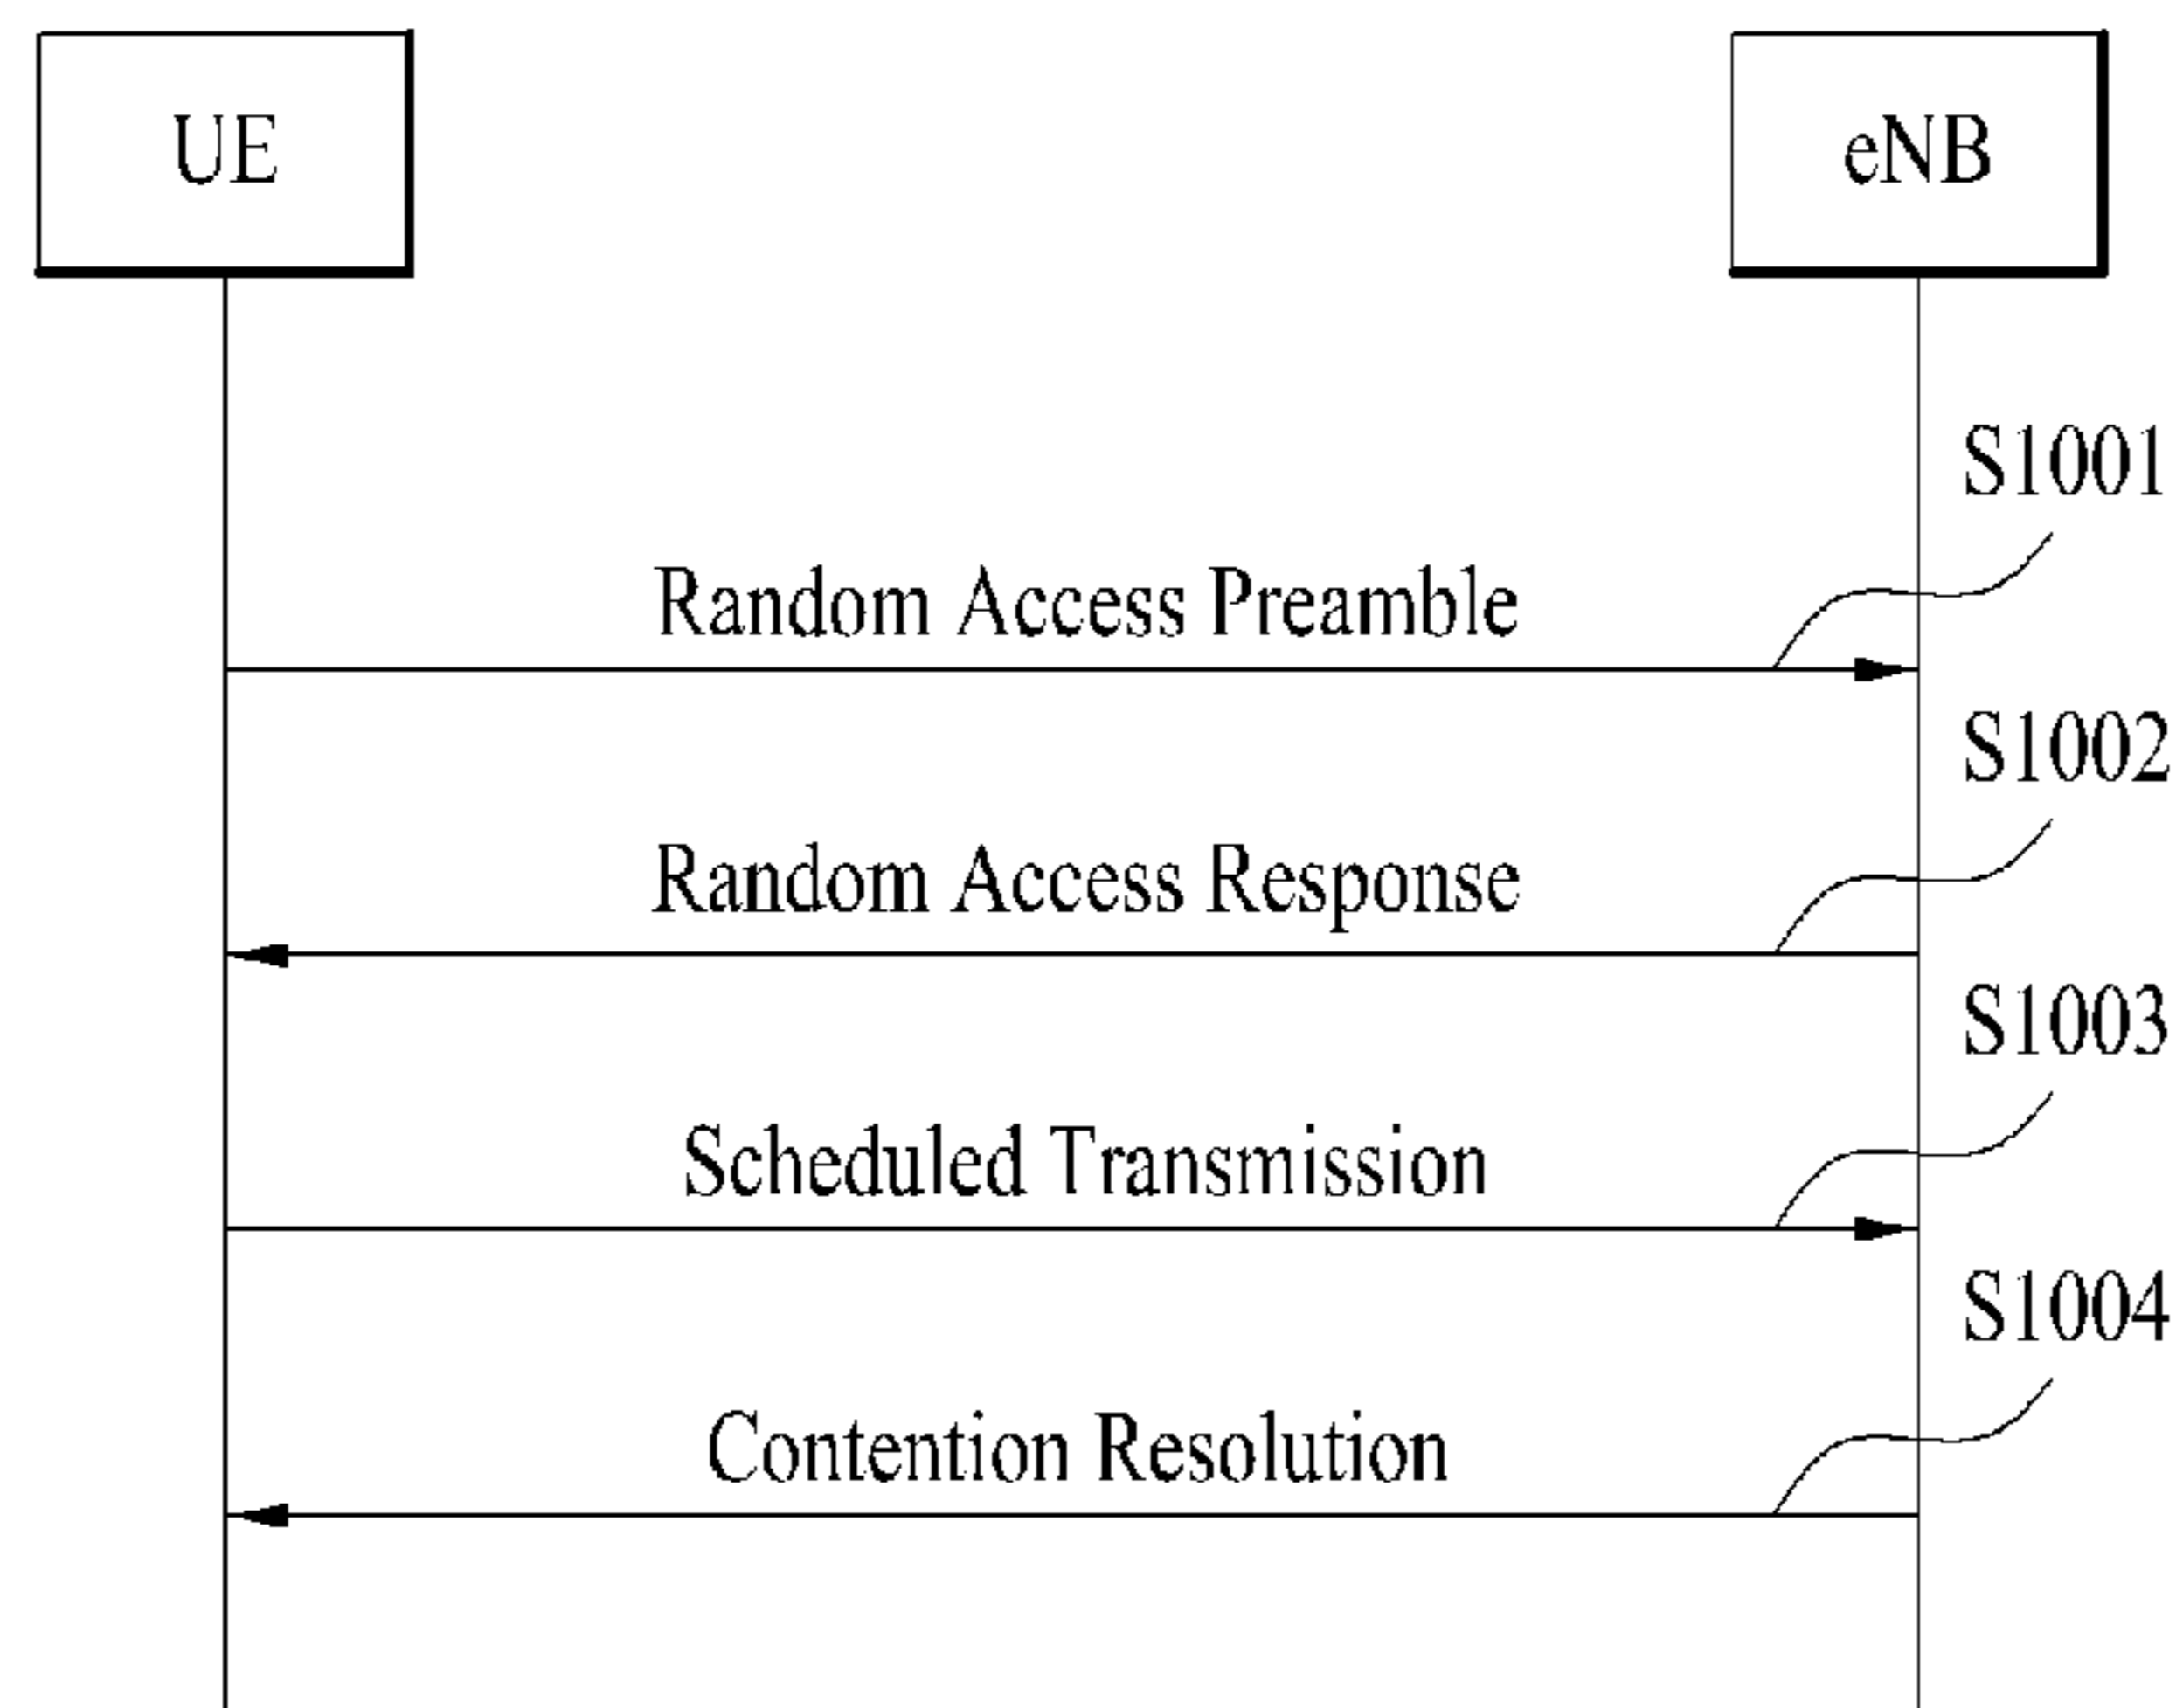 UE
eNB
S1001
Random Access Preamble
S1002
Random Access Response
S1003
Scheduled Transmission
S1004
Contention Resolution